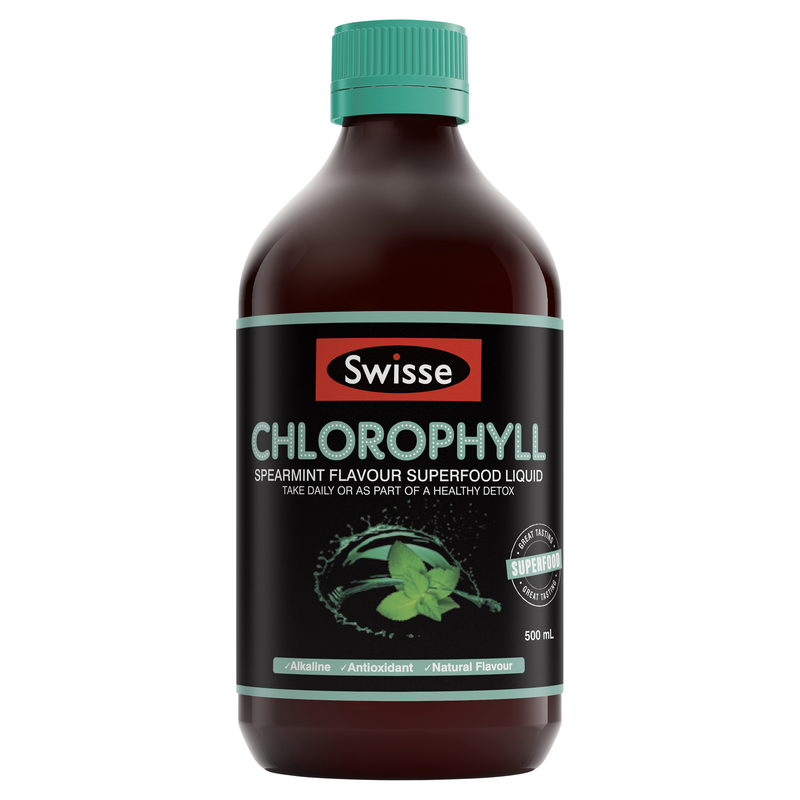 Swisse
CHLOROPHYLL
SPEARMINT FLAVOUR SUPERFOOD LIQUID
TAKE DAILY OR AS PART OF A HEALTHY DETOX
GREAT TASTING
SUPERFOOD
GREAT TASTING
500 mL
✓Alkaline ✓Antioxidant ✓Natural Flavour